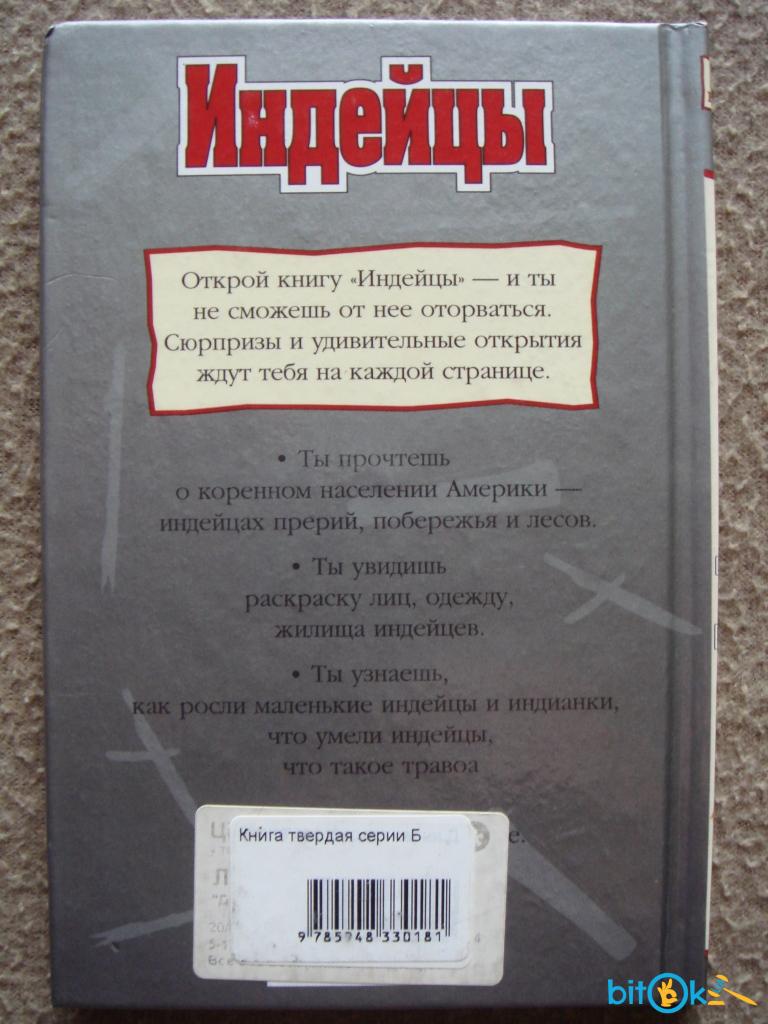 Индейцы
Открой книгу «Индейцы» — и ты
не сможешь от нее оторваться.
Сюрпризы и удивительные открытия
ждут тебя на каждой странице.
• Ты прочтешь
о коренном населении Америки —
индейцах прерий, побережья и лесов.
• Ты увидишь
раскраску лиц, одежду,
жилища индейцев.
• Ты узнаешь,
как росли маленькие индейцы и индианки,
что умели индейцы,
что такое травоа
Книга твердая серии Б
9 785948 330181
bitOk